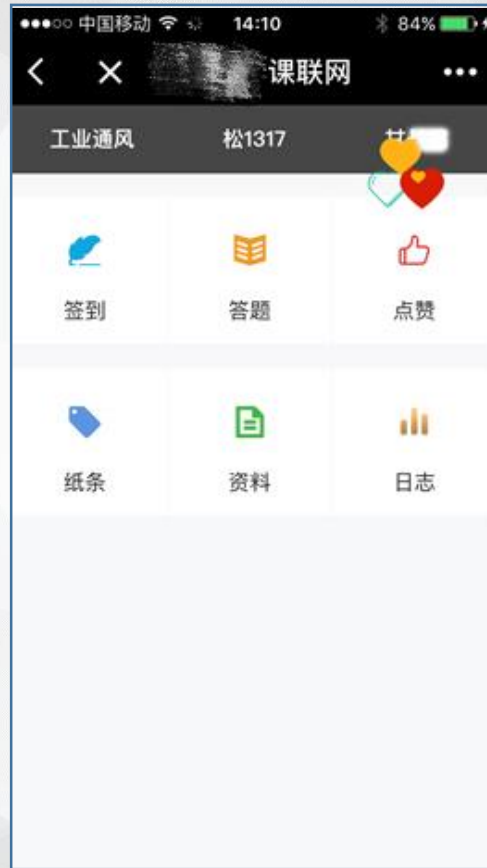 中国移动 14:10 84%
课联网
工业通风 松1317
签到 答题 点赞
纸条 资料 日志